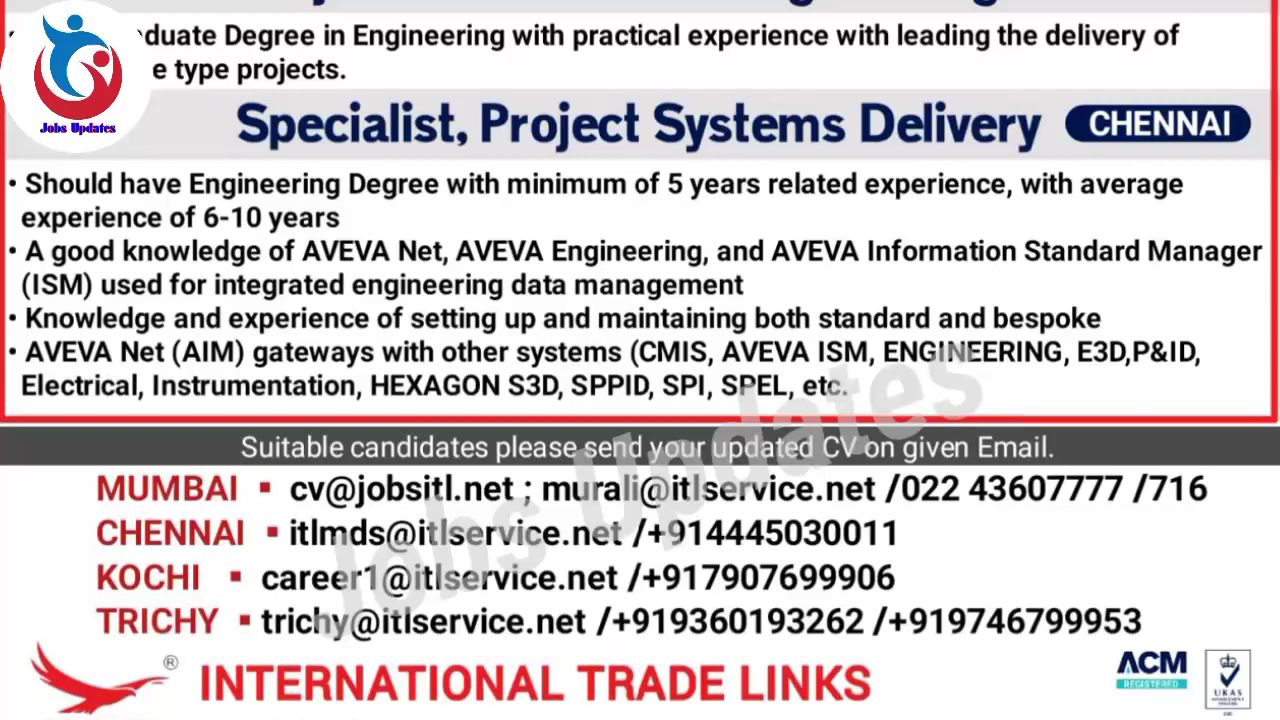 duate Degree in Engineering with practical experience with leading the delivery of
e type projects.
Jobs Updates
Specialist, Project Systems Delivery CHENNAI
• Should have Engineering Degree with minimum of 5 years related experience, with average
experience of 6-10 years
• A good knowledge of AVEVA Net, AVEVA Engineering, and AVEVA Information Standard Manager
(ISM) used for integrated engineering data management
• Knowledge and experience of setting up and maintaining both standard and bespoke
• AVEVA Net (AIM) gateways with other systems (CMIS, AVEVA ISM, ENGINEERING, E3D,P&ID,
Electrical, Instrumentation, HEXAGON S3D, SPPID, SPI, SPEL, etc.
Suitable candidates please send your updated CV on given Email.
Jobs Updates
MUMBAI ▪ cv@jobsitl.net ; murali@itlservice.net /022 43607777 /716
CHENNAI ▪ itlmds@itlservice.net /+914445030011
KOCHI ▪ career1@itlservice.net /+917907699906
TRICHY ▪ trichy@itlservice.net /+919360193262 /+919746799953
® INTERNATIONAL TRADE LINKS
ACM
REGISTERED
UKAS